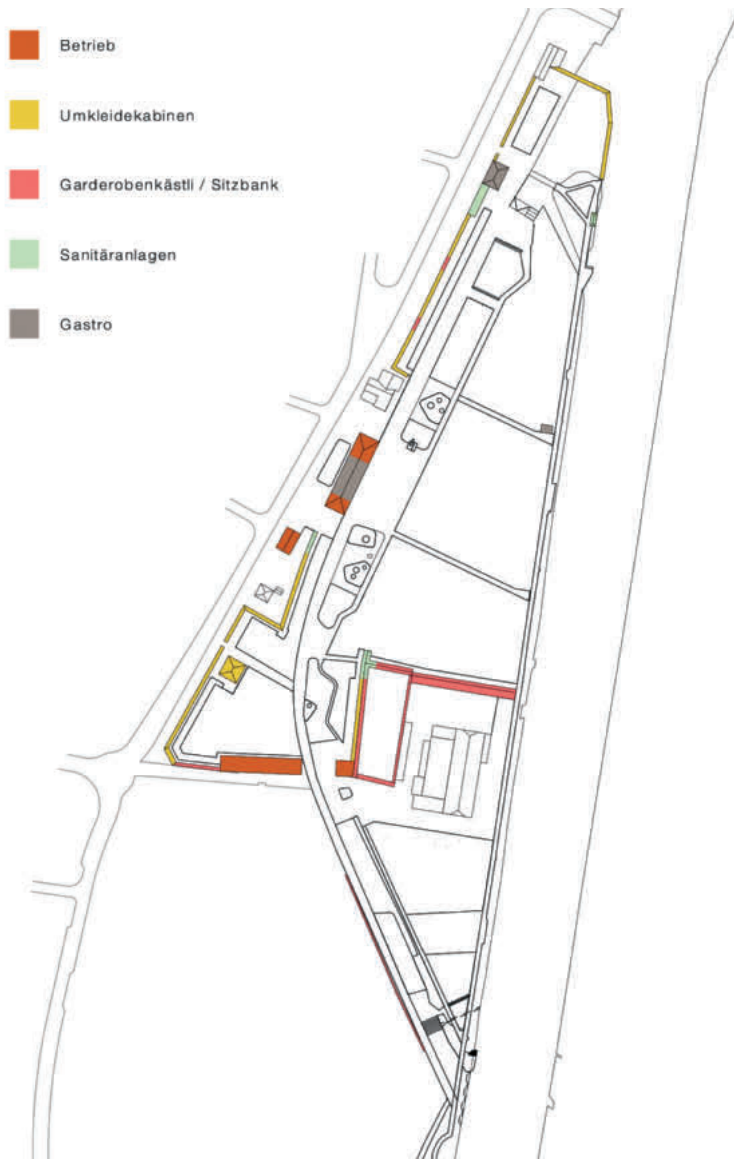 Betrieb
Umkleidekabinen
Garderobenkästli / Sitzbank
Sanitäranlagen
Gastro